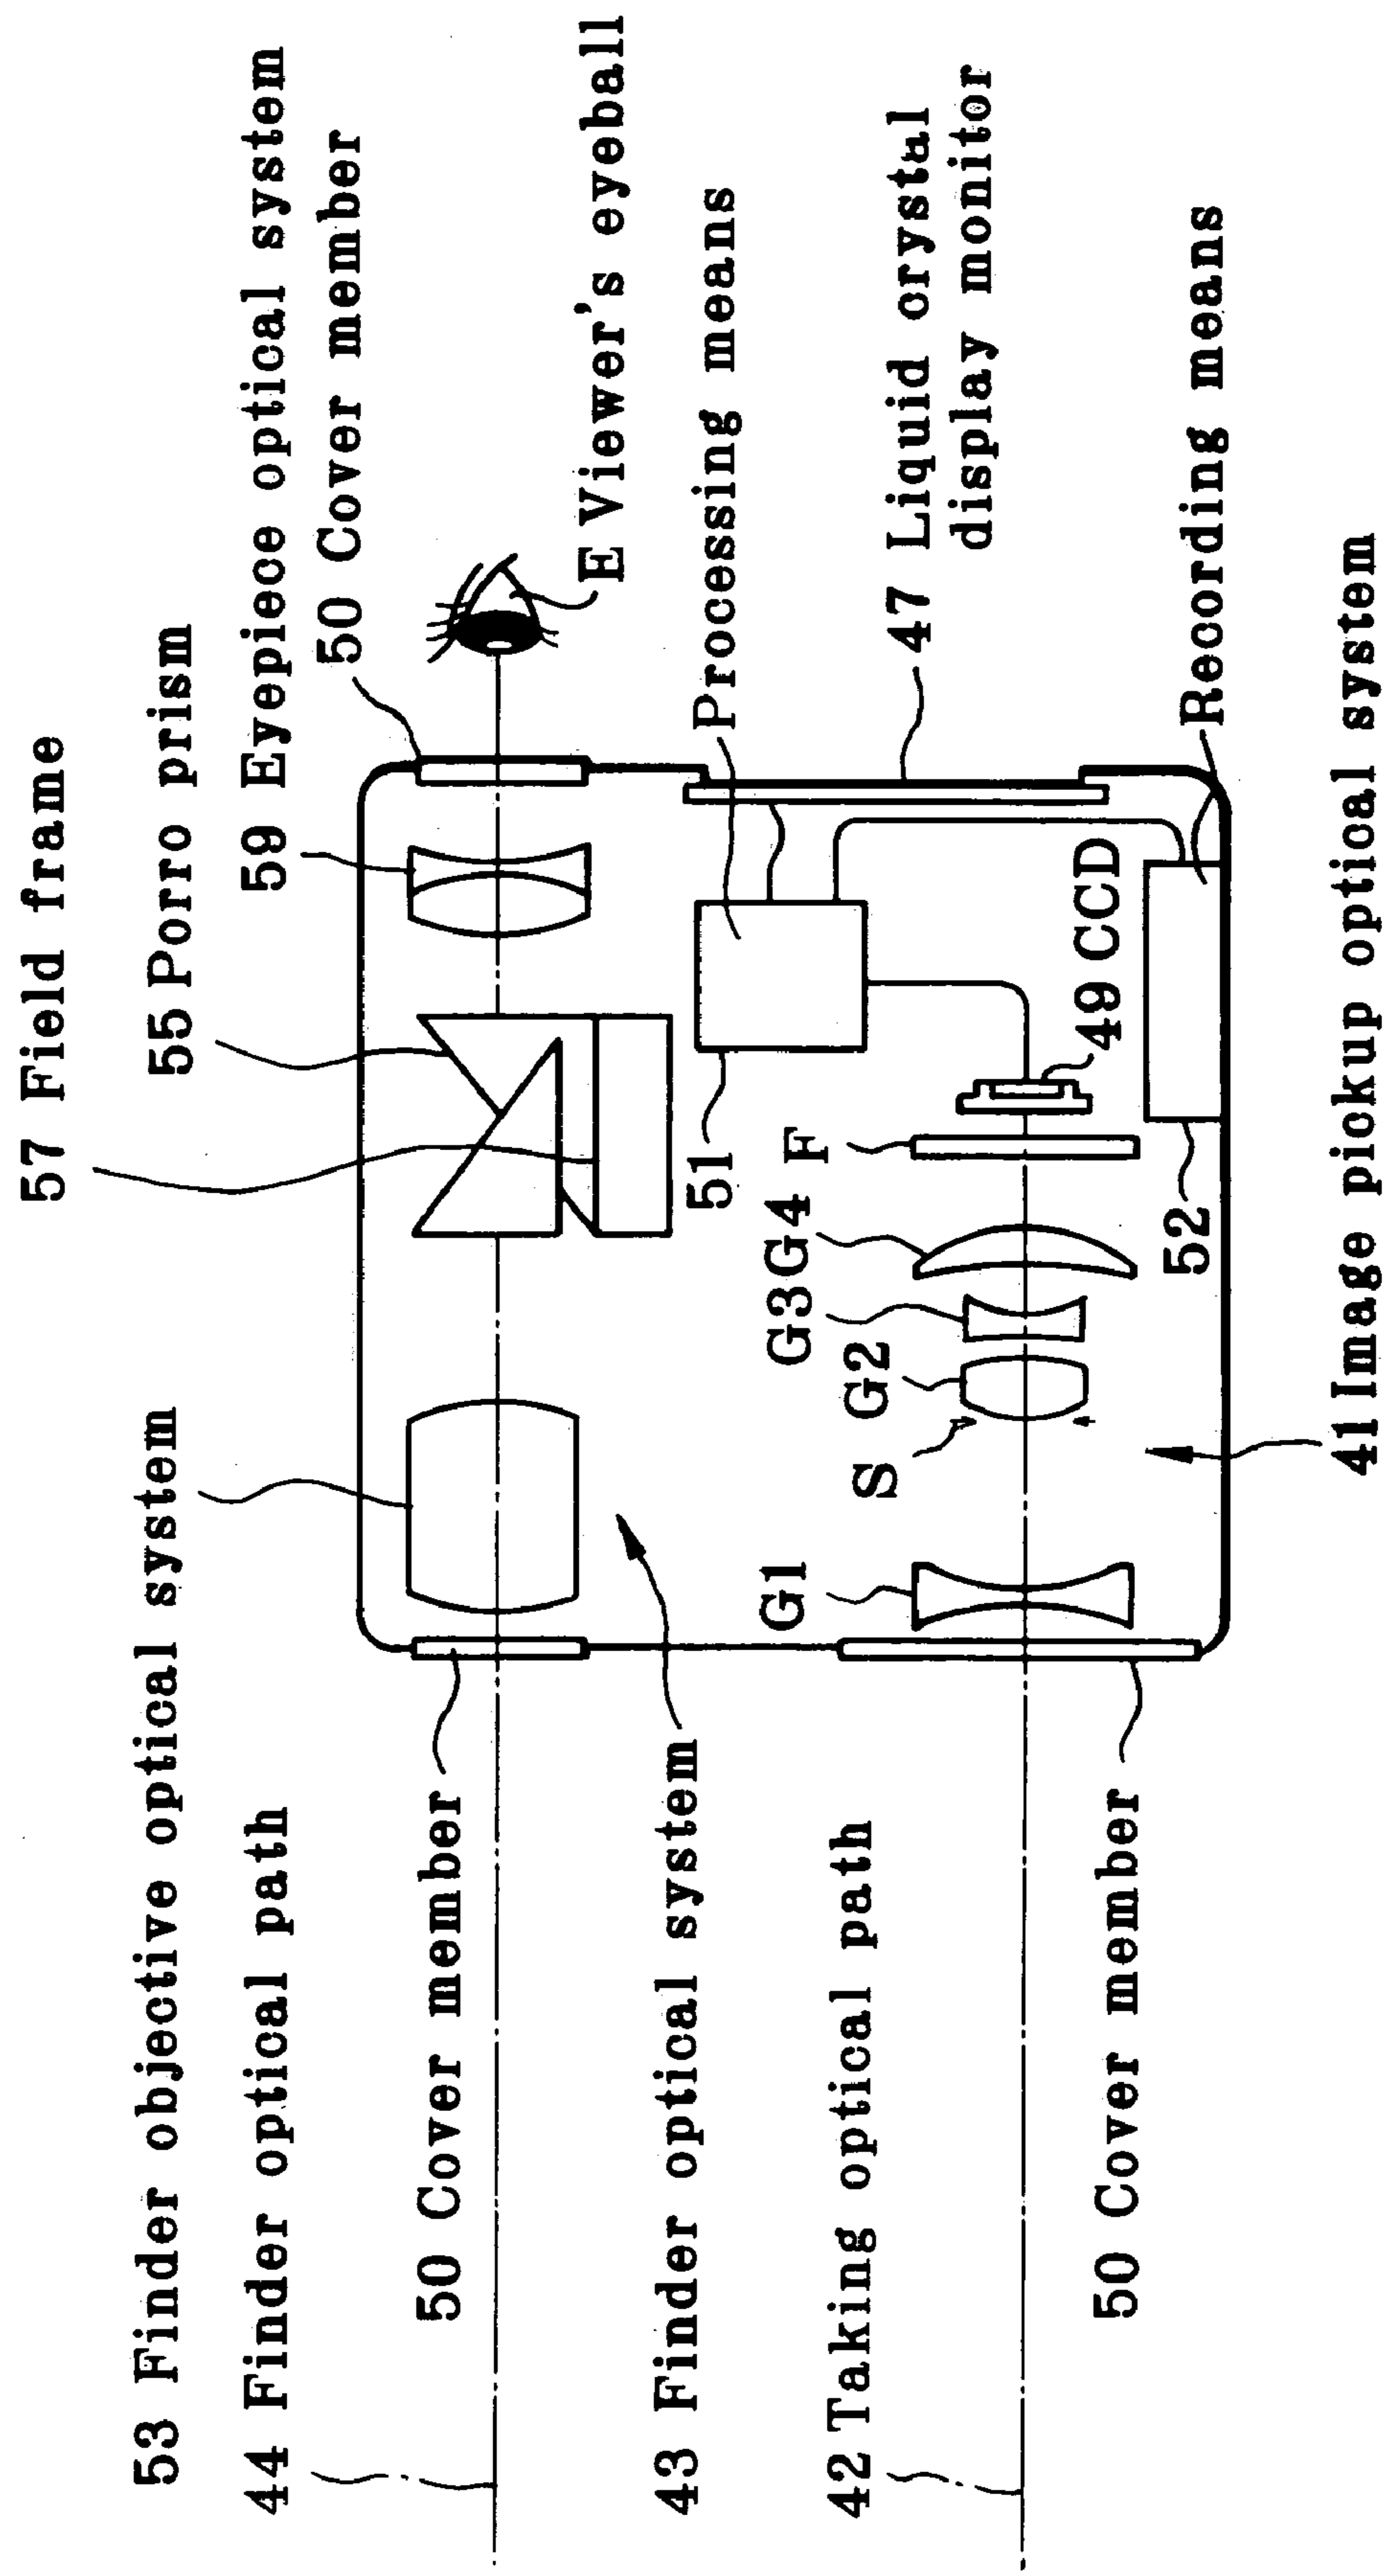 57 Field frame
55 Porro prism
59 Eyepiece optical system
50 Cover member
E Viewer's eyeball
53 Finder objective optical system
44 Finder optical path
50 Cover member
43 Finder optical system
Processing means
51
47 Liquid crystal
display monitor
42 Taking optical path
G1
S
G2
G3
G4
F
49 CCD
50 Cover member
52
Recording means
41 Image pickup optical system